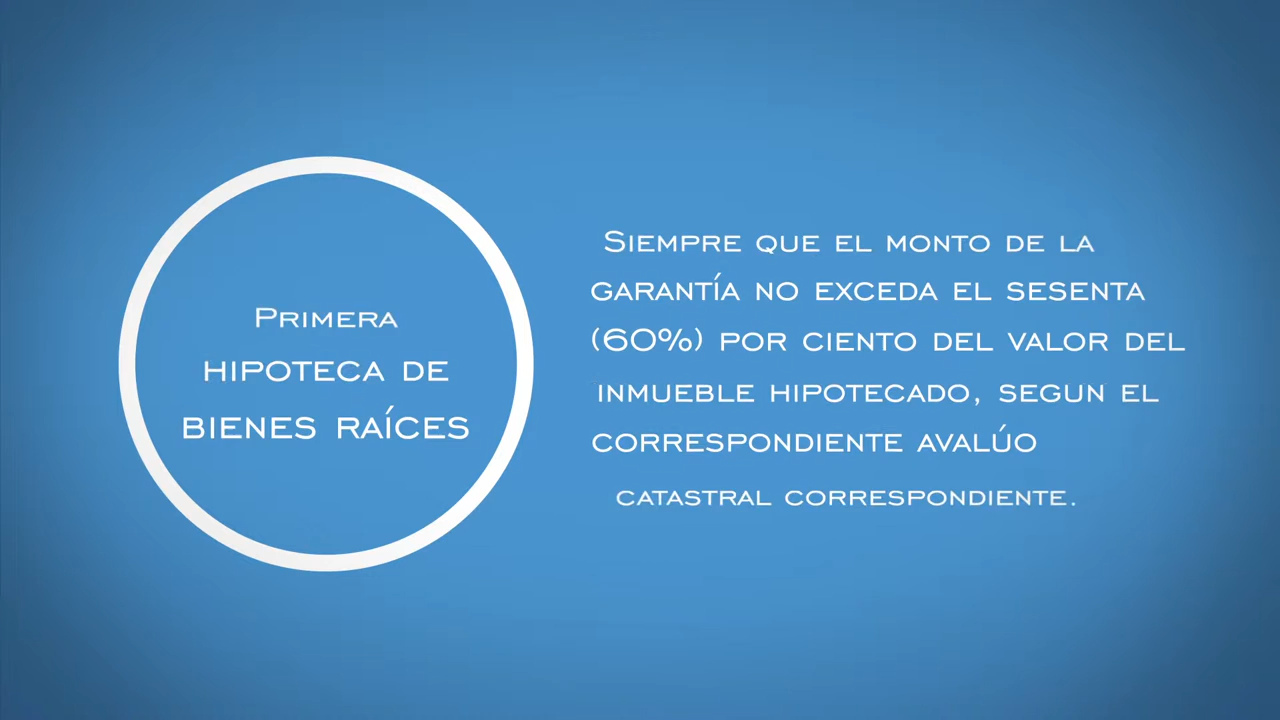 Primera
hipoteca de
bienes raíces
Siempre que el monto de la
garantía no exceda el sesenta
(60%) por ciento del valor del
inmueble hipotecado, segun el
correspondiente avalúo
catastral correspondiente.